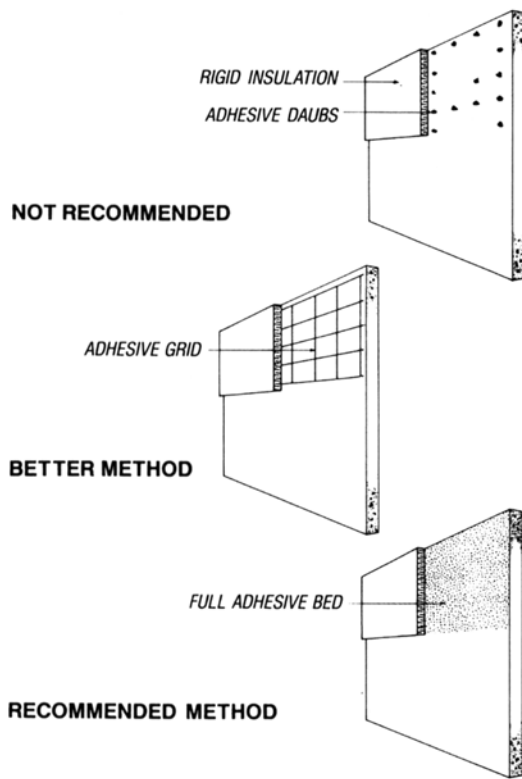 RIGID INSULATION
ADHESIVE DAUBS
NOT RECOMMENDED
ADHESIVE GRID
BETTER METHOD
FULL ADHESIVE BED
RECOMMENDED METHOD